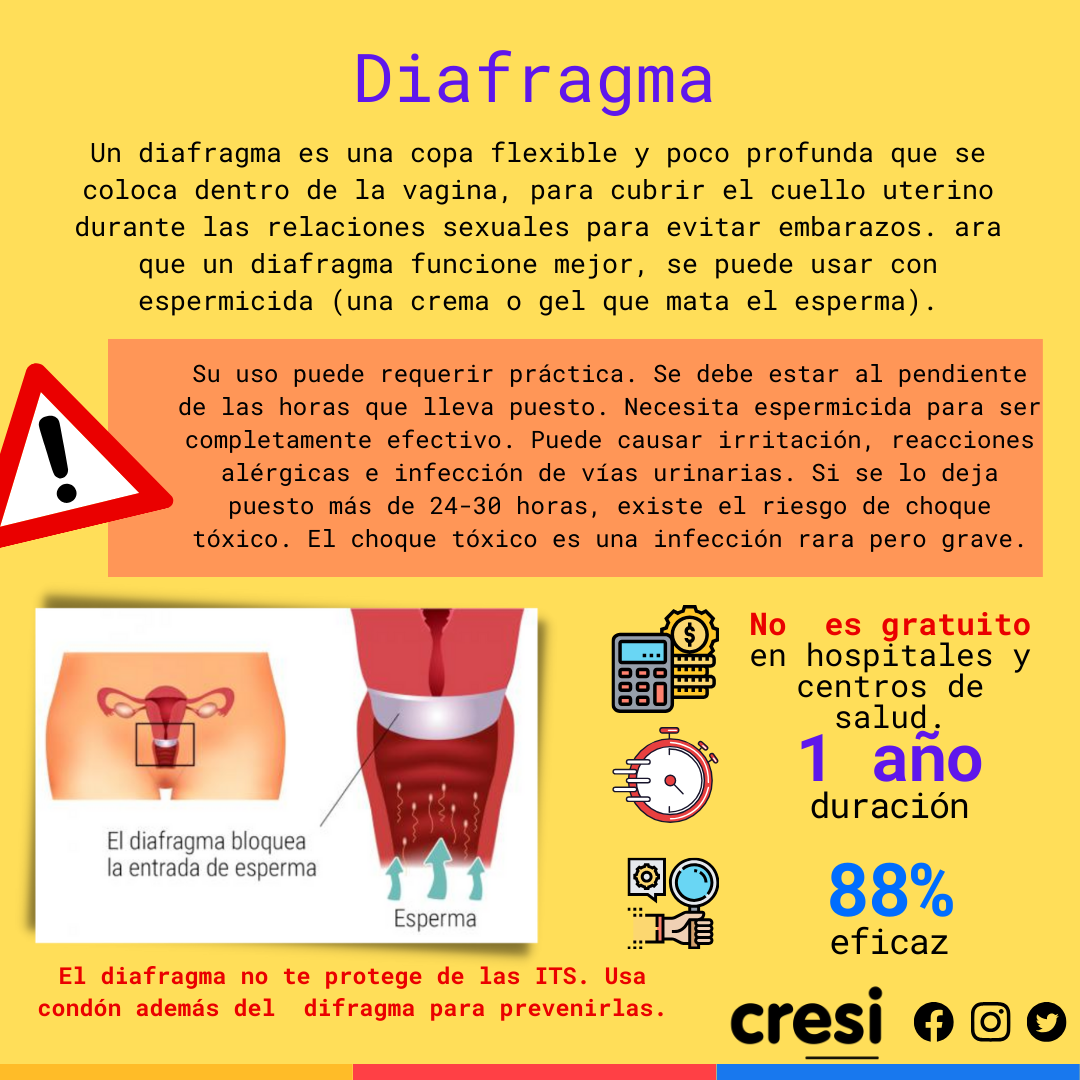 Diafragma
Un diafragma es una copa flexible y poco profunda que se
coloca dentro de la vagina, para cubrir el cuello uterino
durante las relaciones sexuales para evitar embarazos. ara
que un diafragma funcione mejor, se puede usar con
espermicida (una crema o gel que mata el esperma).
Su uso puede requerir práctica. Se debe estar al pendiente
de las horas que lleva puesto. Necesita espermicida para ser
completamente efectivo. Puede causar irritación, reacciones
alérgicas e infección de vías urinarias. Si se lo deja
puesto más de 24-30 horas, existe el riesgo de choque
tóxico. El choque tóxico es una infección rara pero grave.
El diafragma bloquea
la entrada de esperma
Esperma
No es gratuito
en hospitales y
centros de
salud.
1 año
duración
88%
eficaz
El diafragma no te protege de las ITS. Usa
condón además del difragma para prevenirlas.
cresi